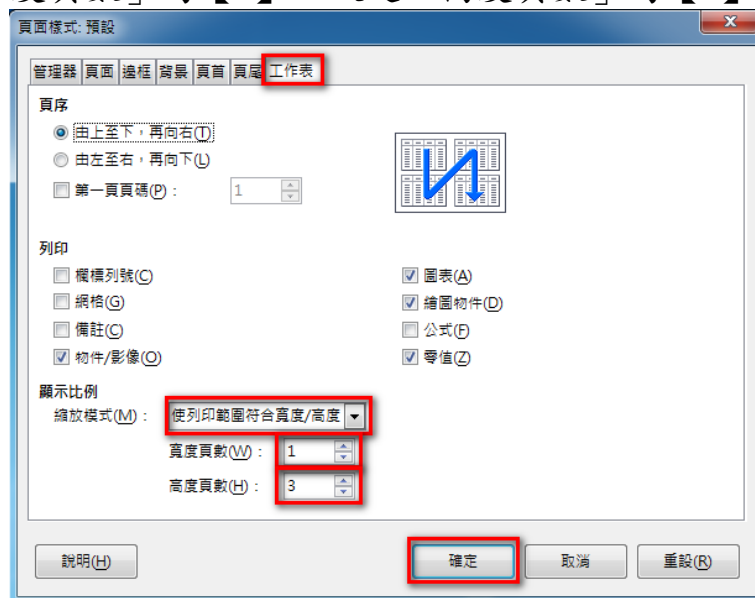 頁面樣式: 預設
管理器 頁面 邊框 背景 頁首 頁尾 工作表
頁序
由上至下，再向右(T)
由左至右，再向下(L)
第一頁頁碼(P)： 1
列印
欄標列號(C) 圖表(A)
網格(G) 繪圖物件(D)
備註(C) 公式(F)
物件/影像(O) 零值(Z)
顯示比例
縮放模式(M)： 使列印範圍符合寬度/高度
寬度頁數(W)： 1
高度頁數(H)： 3
說明(H) 確定 取消 重設(R)